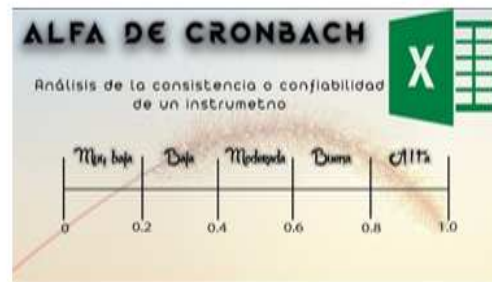 ALFA DE CRONBACH
X
Análisis de la consistencia o confiabilidad
de un instrumetno
Muy baja Baja Moderada Buena Alta
0 0.2 0.4 0.6 0.8 1.0